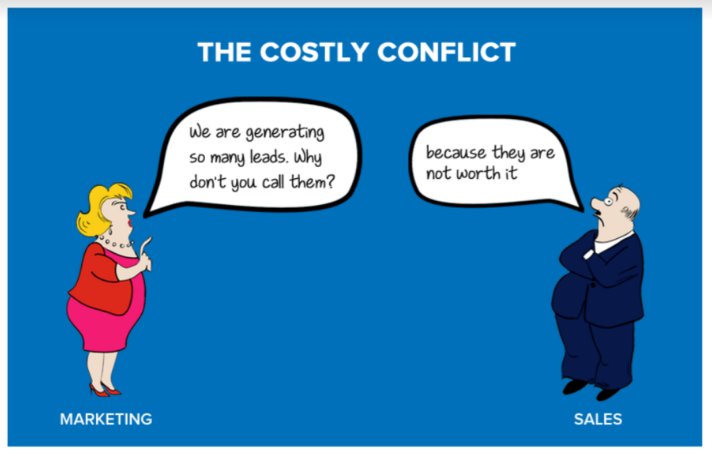 THE COSTLY CONFLICT
We are generating
so many leads. Why
don't you call them?
because they are
not worth it
MARKETING
SALES